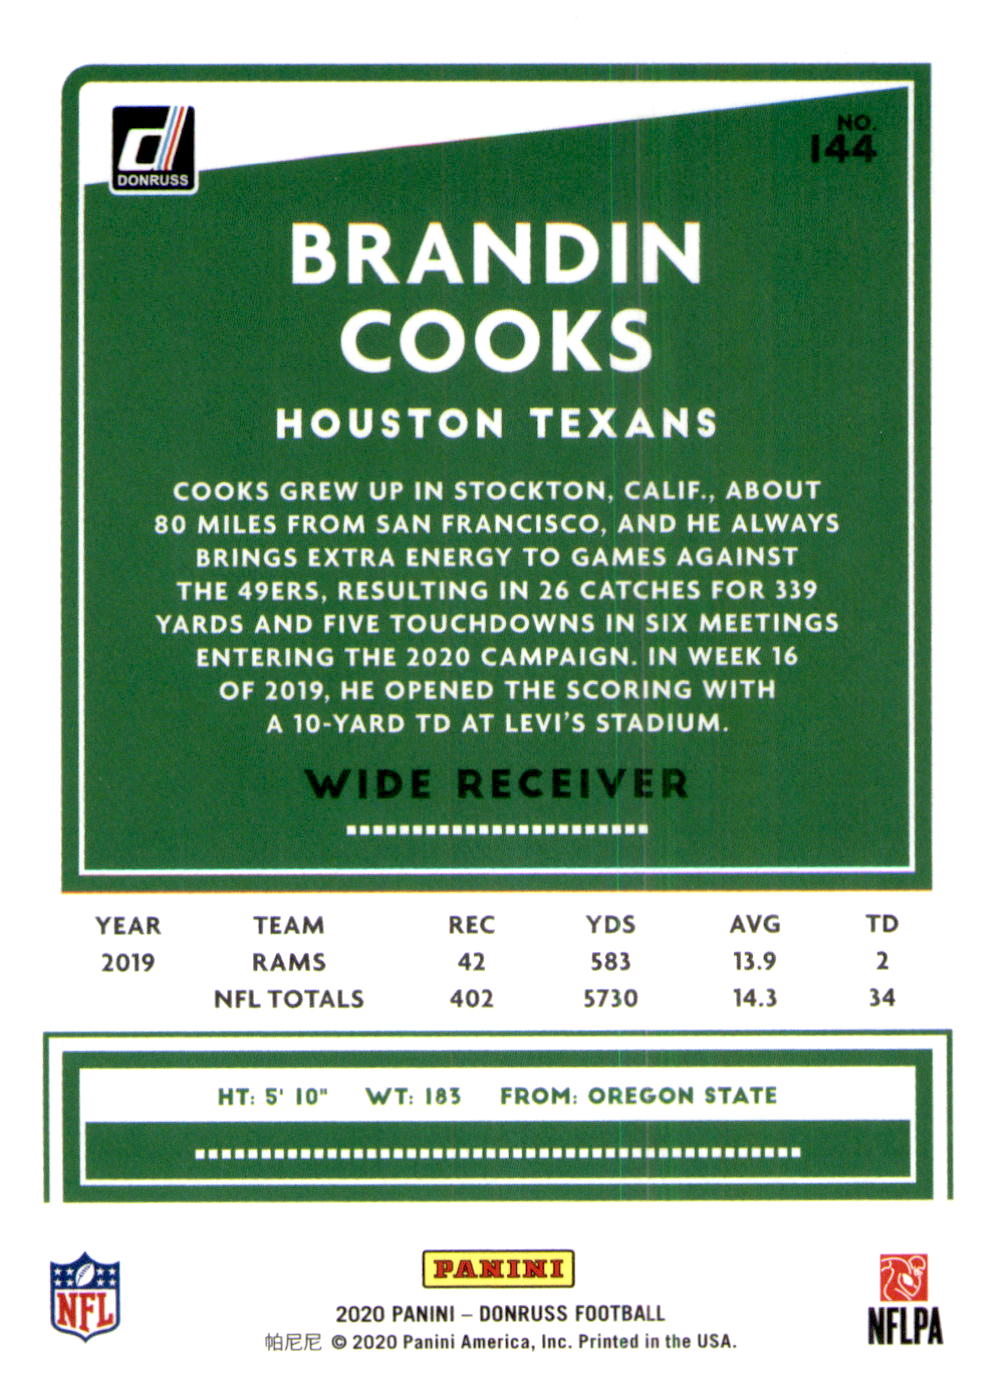 DONRUSS
NO.
144
BRANDIN
COOKS
HOUSTON TEXANS
COOKS GREW UP IN STOCKTON, CALIF., ABOUT
80 MILES FROM SAN FRANCISCO, AND HE ALWAYS
BRINGS EXTRA ENERGY TO GAMES AGAINST
THE 49ERS, RESULTING IN 26 CATCHES FOR 339
YARDS AND FIVE TOUCHDOWNS IN SIX MEETINGS
ENTERING THE 2020 CAMPAIGN. IN WEEK 16
OF 2019, HE OPENED THE SCORING WITH
A 10-YARD TD AT LEVI'S STADIUM.
WIDE RECEIVER
YEAR TEAM REC YDS AVG TD
2019 RAMS 42 583 13.9 2
NFL TOTALS 402 5730 14.3 34
HT: 5' 10" WT: 183 FROM: OREGON STATE
NFL
PANINI
NFLPA
2020 PANINI – DONRUSS FOOTBALL
帕尼尼 © 2020 Panini America, Inc. Printed in the USA.